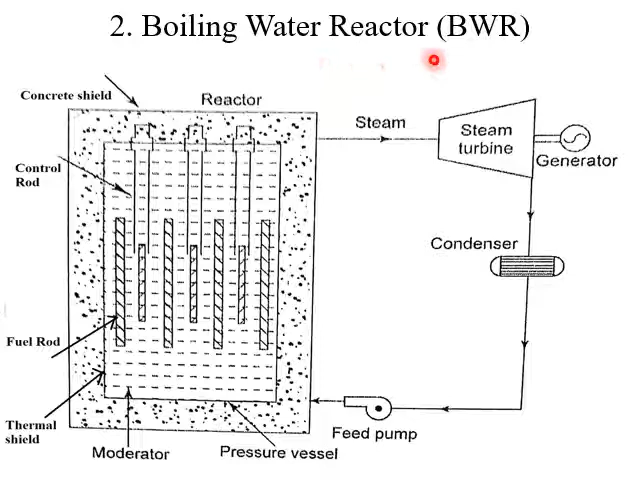 2. Boiling Water Reactor (BWR)
Concrete shield
Reactor
Steam
Steam
turbine
Generator
Control
Rod
Condenser
Fuel Rod
Thermal
shield
Moderator
Pressure vessel
Feed pump